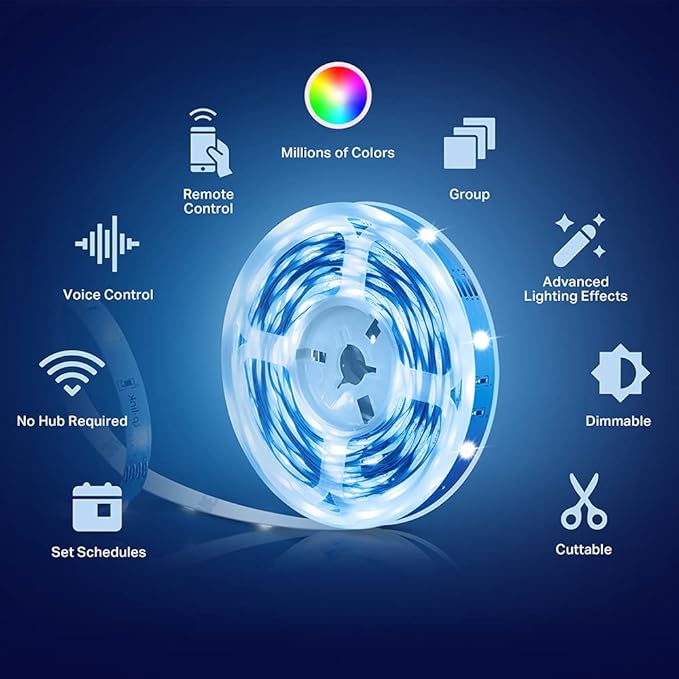 Millions of Colors
Remote
Control
Group
Voice Control
Advanced
Lighting Effects
No Hub Required
Dimmable
Set Schedules
Cuttable